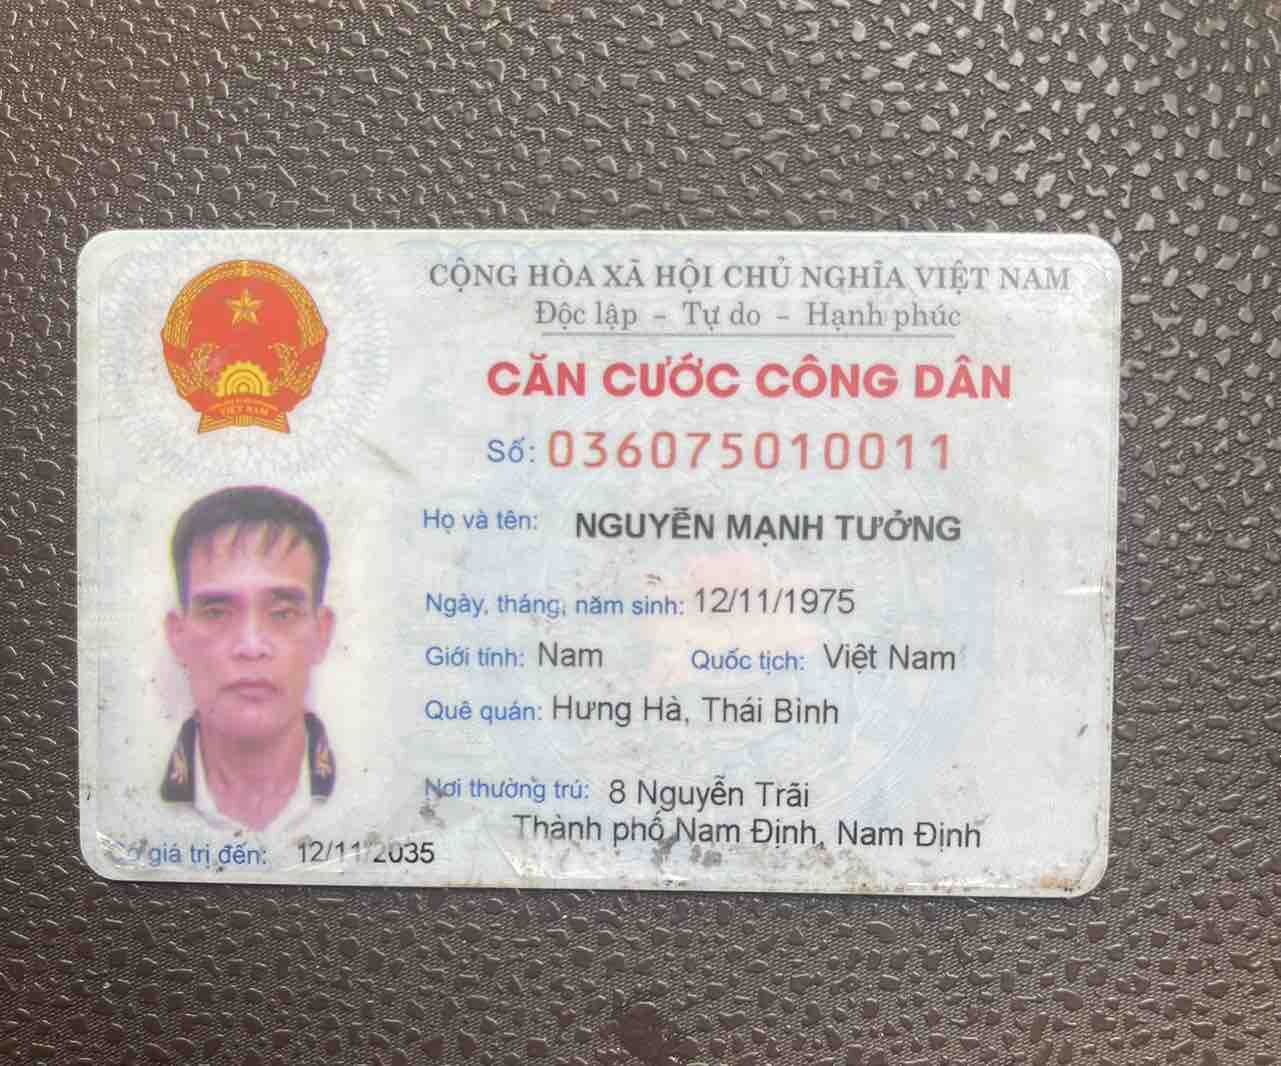 CỘNG HÒA XÃ HỘI CHỦ NGHĨA VIỆT NAM
Độc lập - Tự do - Hạnh phúc
CĂN CƯỚC CÔNG DÂN
Số: 036075010011
Họ và tên: NGUYỄN MẠNH TƯỞNG
Ngày, tháng, năm sinh: 12/11/1975
Giới tính: Nam Quốc tịch: Việt Nam
Quê quán: Hưng Hà, Thái Bình
Nơi thường trú: 8 Nguyễn Trãi
Thành phố Nam Định, Nam Định
Có giá trị đến: 12/11/2035
VIỆT NAM